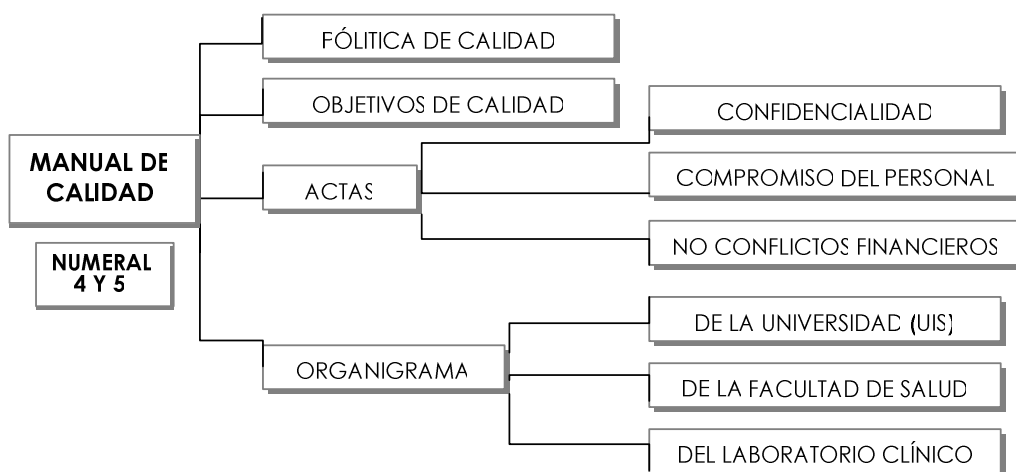 FÓLITICA DE CALIDAD
OBJETIVOS DE CALIDAD
CONFIDENCIALIDAD
MANUAL DE
CALIDAD
COMPROMISO DEL PERSONAL
ACTAS
NO CONFLICTOS FINANCIEROS
NUMERAL
4 Y 5
DE LA UNIVERSIDAD (UIS)
ORGANIGRAMA
DE LA FACULTAD DE SALUD
DEL LABORATORIO CLÍNICO